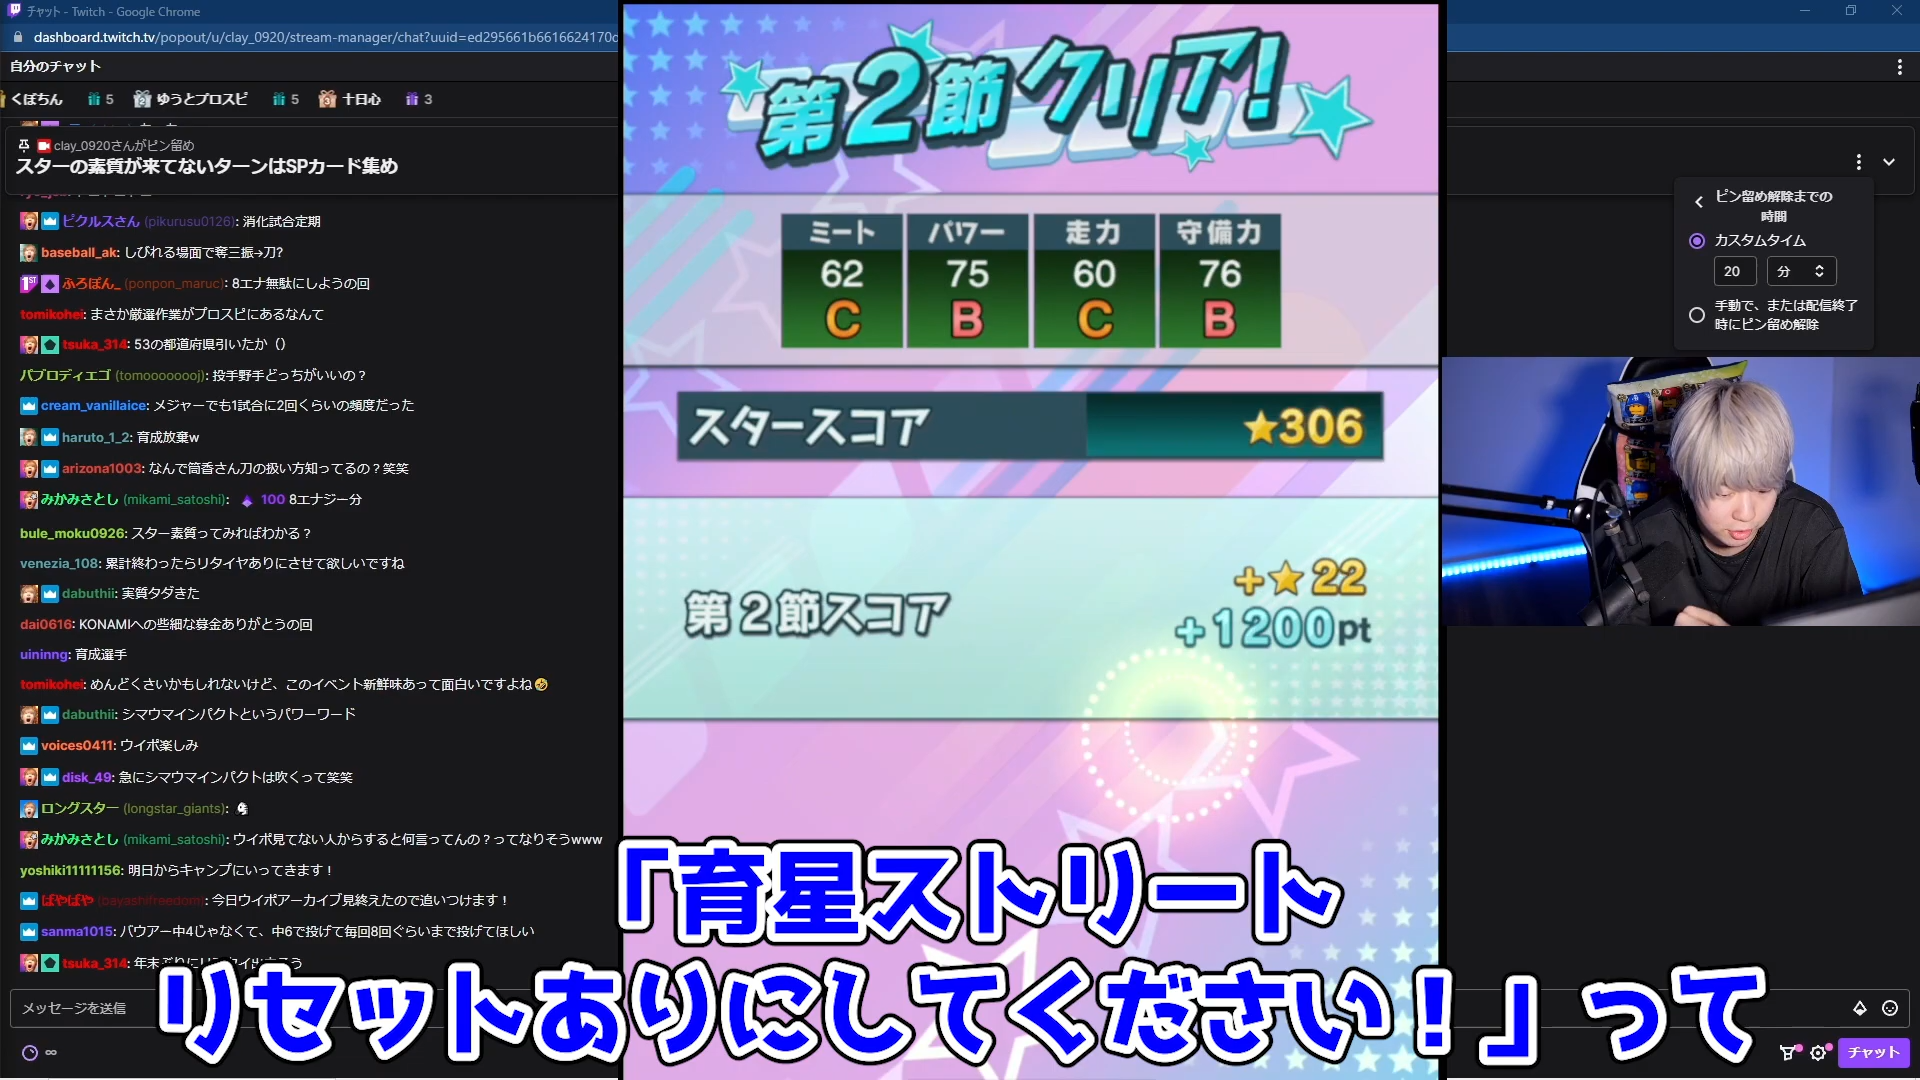 チャット - Twitch - Google Chrome
dashboard.twitch.tv/popout/u/clay_0920/stream-manager/chat?uuid=ed295661b6616624170c
自分のチャット
くぼちん 5 ゆうとプロスピ 5 十日心 3
clay_0920さんがピン留め
スターの素質が来てないターンはSPカード集め
ピクルスさん (pikurusu0126): 消化試合定期
baseball_ak: しびれる場面で奪三振→刀?
ふろぽん_ (ponpon_maruc): 8エナ無駄にしようの回
tomikohei: まさか厳選作業がプロスピにあるなんて
tsuka_314: 53の都道府県引いたか（）
パブロディエゴ (tomoooooooj): 投手野手どっちがいいの？
cream_vanillaice: メジャーでも1試合に2回くらいの頻度だった
haruto_1_2: 育成放棄w
arizona1003: なんで筒香さん刀の扱い方知ってるの？笑笑
みかみさとし (mikami_satoshi): 100 8エナジー分
bule_moku0926: スター素質ってみればわかる？
venezia_108: 累計終わったらリタイヤありにさせて欲しいですね
dabuthii: 実質タダきた
dai0616: KONAMIへの些細な募金ありがとうの回
uininng: 育成選手
tomikohei: めんどくさいかもしれないけど、このイベント新鮮味あって面白いですよね🤣
dabuthii: シマウマインパクトというパワーワード
voices0411: ウイポ楽しみ
disk_49: 急にシマウマインパクトは吹くって笑笑
ロングスター (longstar_giants):
みかみさとし (mikami_satoshi): ウイポ見てない人からすると何言ってんの？ってなりそうwww
yoshiki11111156: 明日からキャンプにいってきます！
ばやばや (bayashifreedom): 今日ウイポアーカイブ見終えたので追いつけます！
sanma1015: バウアー中4じゃなくて、中6で投げて毎回8回ぐらいまで投げてほしい
tsuka_314: 年末ぶりに
メッセージを送信
∞
第2節クリア!
ミート パワー 走力 守備力
62 75 60 76
C B C B
スタースコア ★306
第2節スコア +★22
+1200pt
ピン留め解除までの
時間
カスタムタイム
20 分
手動で、または配信終了
時にピン留め解除
チャット
「育星ストリート
リセットありにしてください！」って